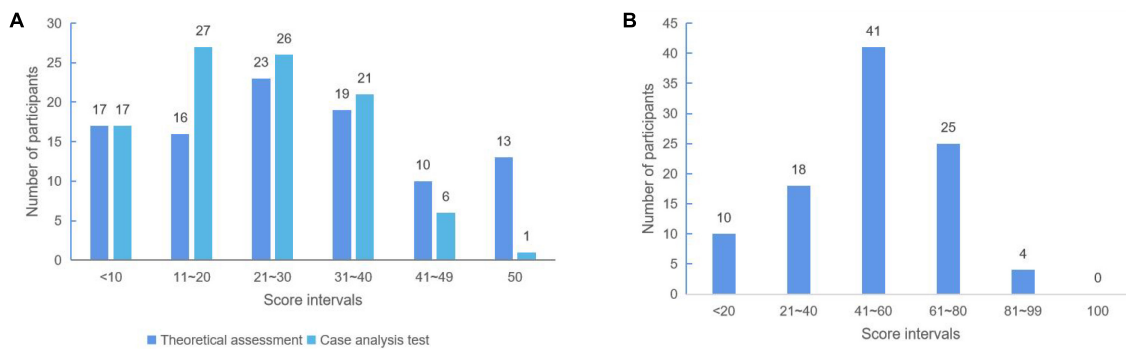 A
Number of participants
30
25
20
15
10
5
0
17 17 16 27 23 26 19 21 10 6 13 1
<10 11~20 21~30 31~40 41~49 50
Score intervals
Theoretical assessment Case analysis test
B
Number of participants
45
40
35
30
25
20
15
10
5
0
10 18 41 25 4 0
<20 21~40 41~60 61~80 81~99 100
Score intervals